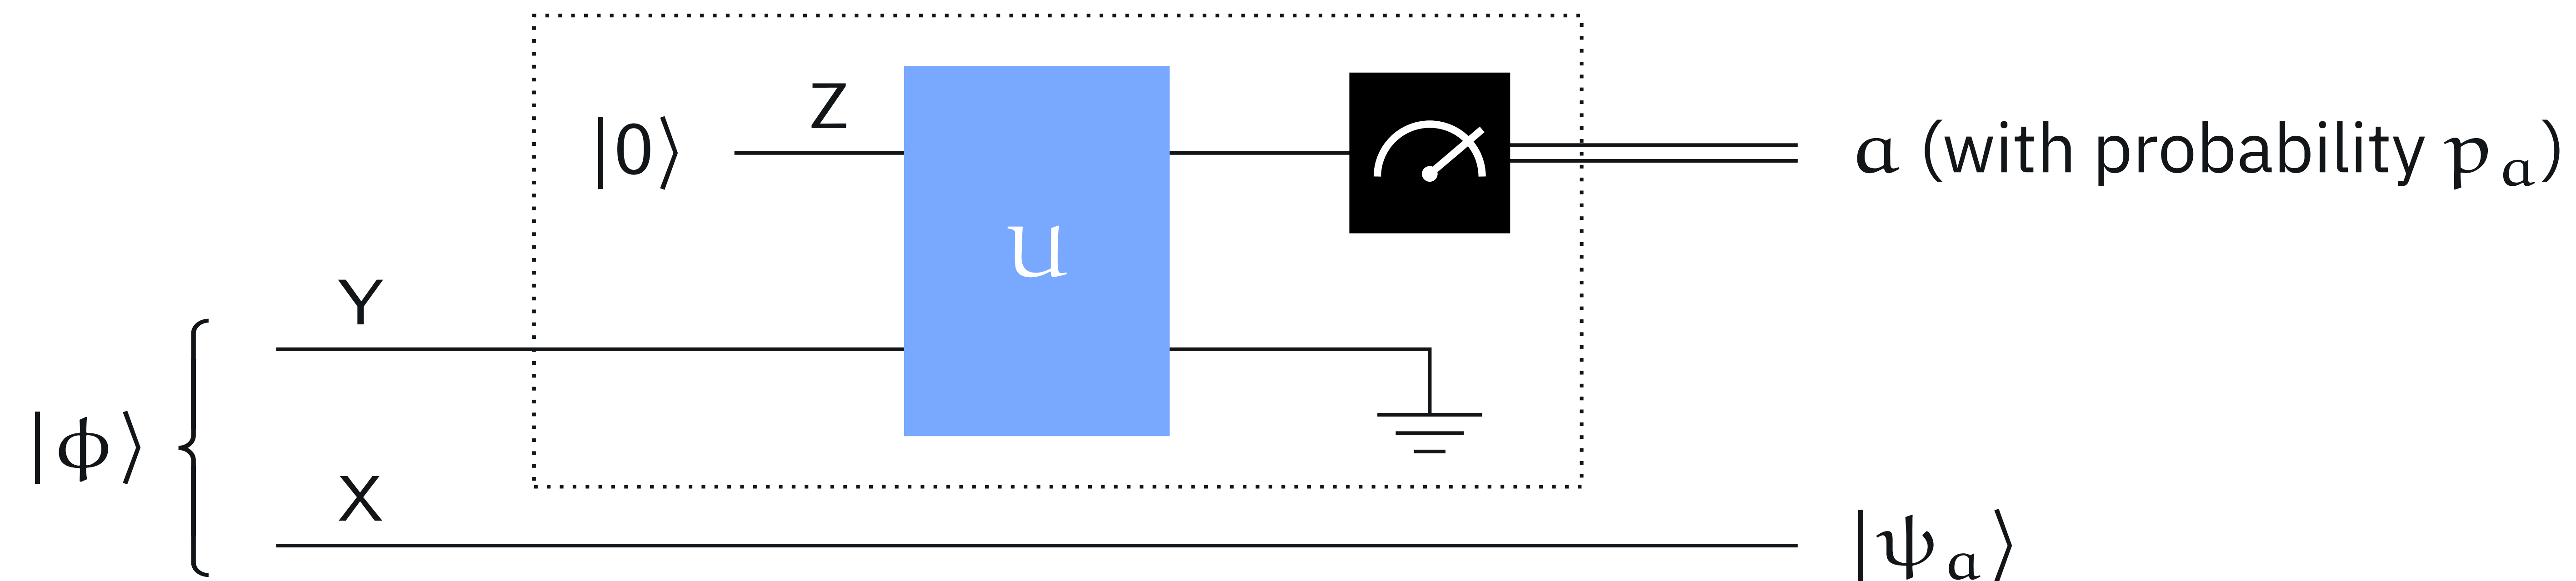 |0⟩
Z
U
a (with probability p_a)
Y
|ϕ⟩
X
|ψ_a⟩